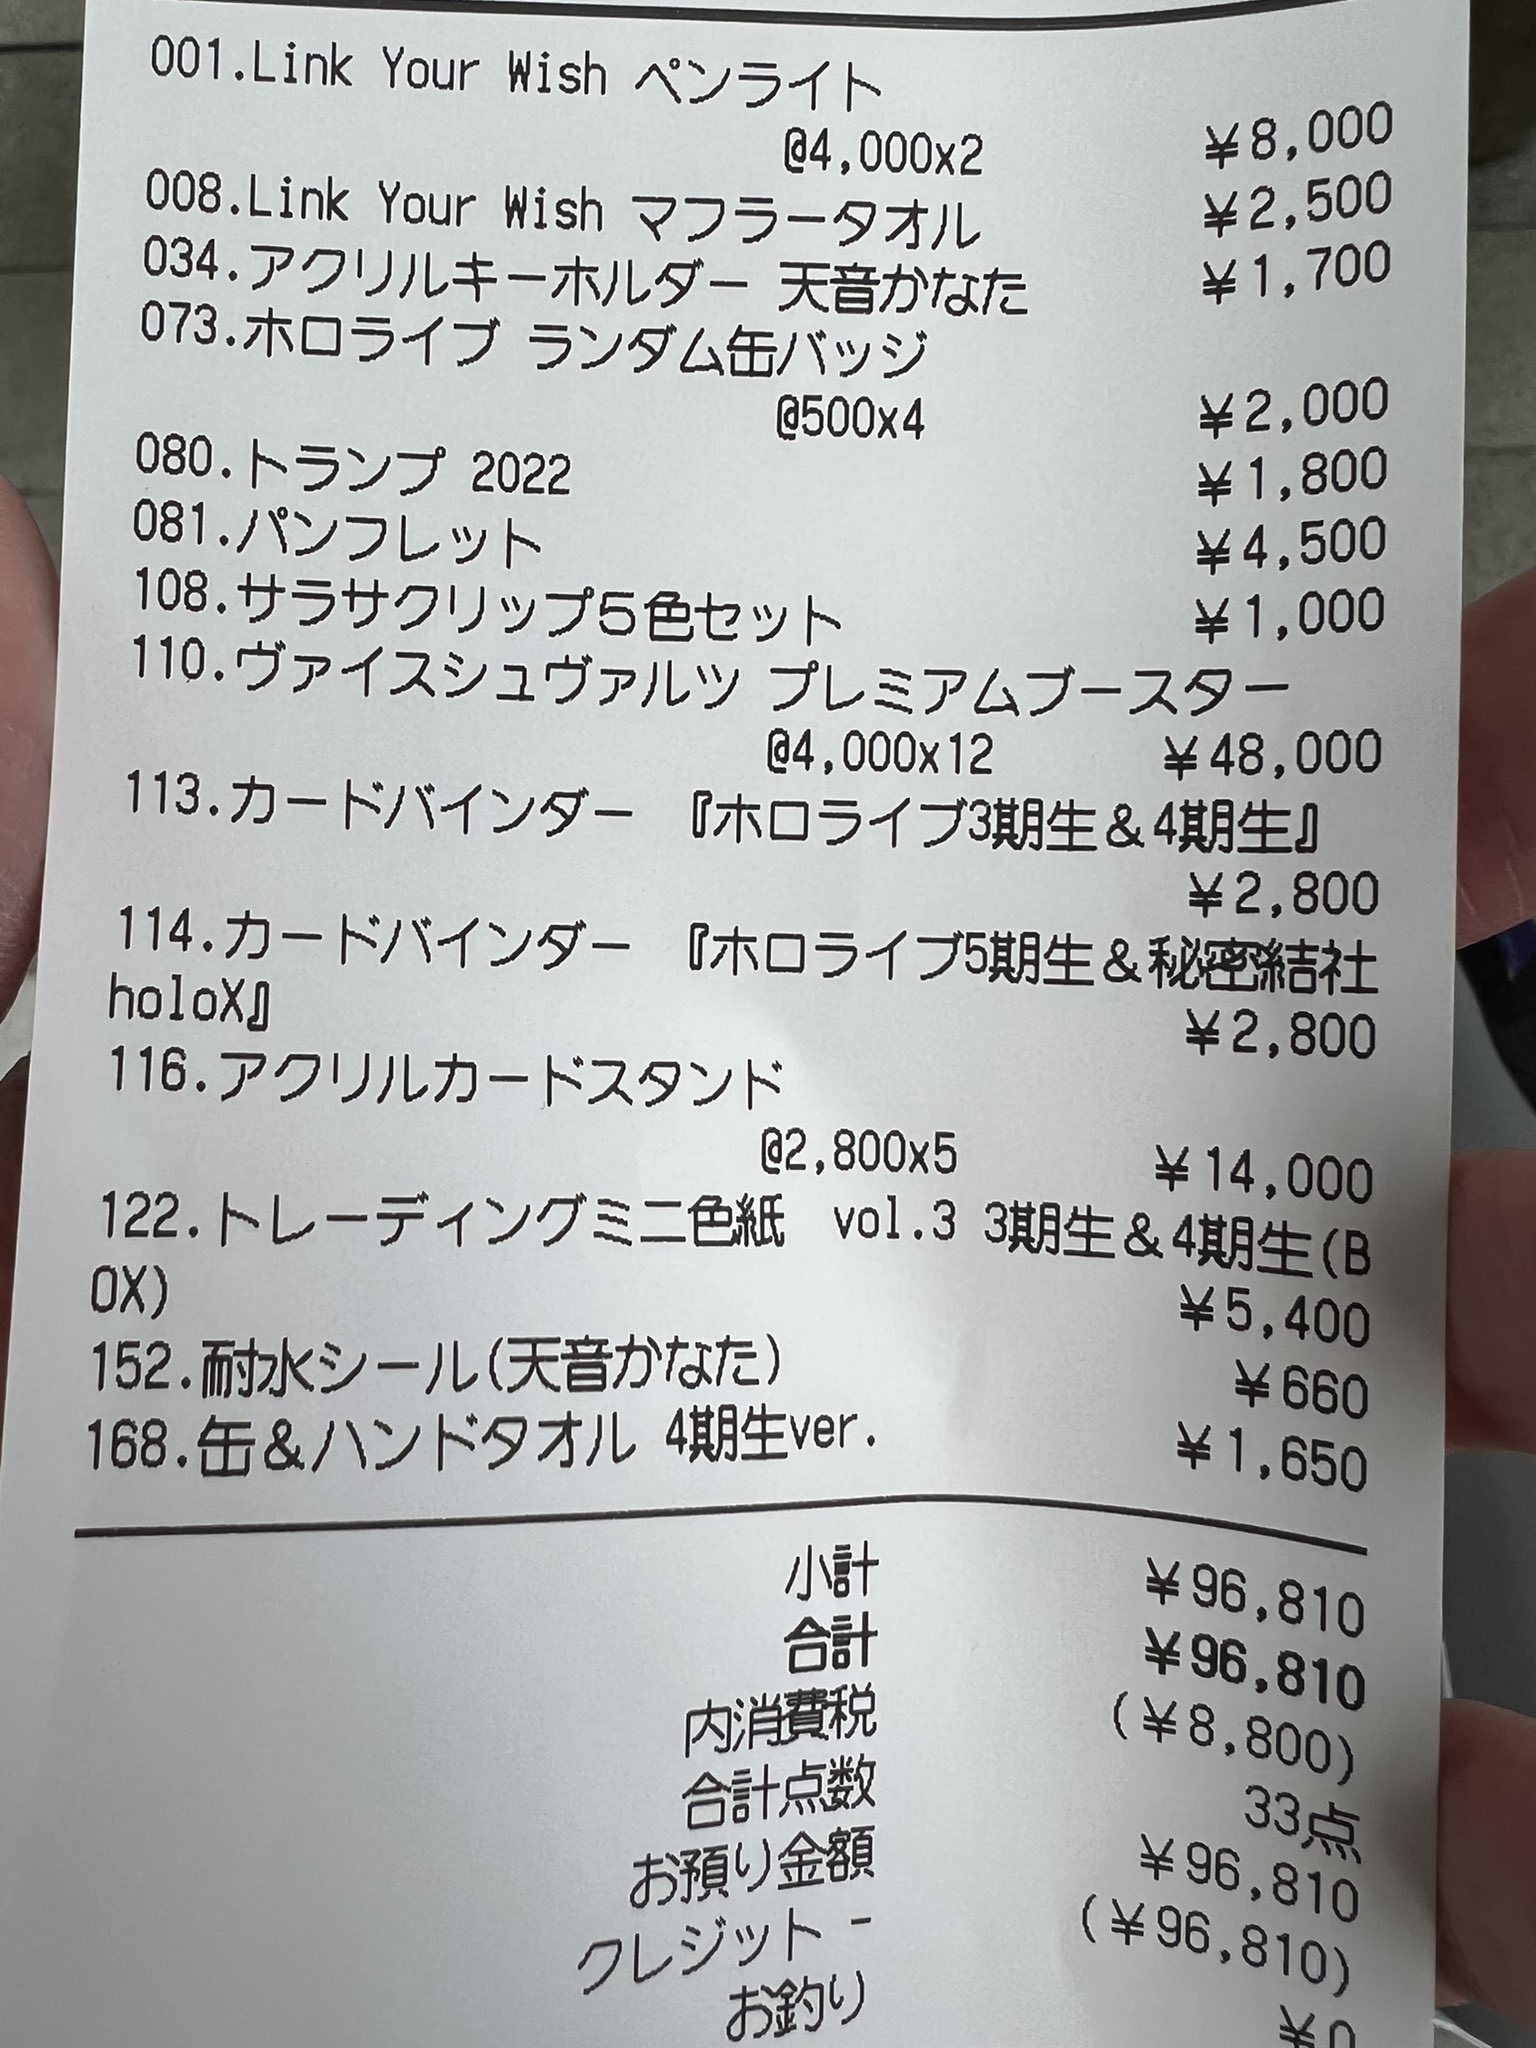 001.Link Your Wish ペンライト
@4,000x2 ¥8,000
008.Link Your Wish マフラータオル ¥2,500
034.アクリルキーホルダー 天音かなた ¥1,700
073.ホロライブ ランダム缶バッジ
@500x4 ¥2,000
080.トランプ 2022 ¥1,800
081.パンフレット ¥4,500
108.サラサクリップ5色セット ¥1,000
110.ヴァイスシュヴァルツ プレミアムブースター
@4,000x12 ¥48,000
113.カードバインダー 『ホロライブ3期生&4期生』
¥2,800
114.カードバインダー 『ホロライブ5期生&秘密結社
holoX』 ¥2,800
116.アクリルカードスタンド
@2,800x5 ¥14,000
122.トレーディングミニ色紙 vol.3 3期生&4期生(B
OX) ¥5,400
152.耐水シール(天音かなた) ¥660
168.缶&ハンドタオル 4期生ver. ¥1,650
小計 ¥96,810
合計 ¥96,810
内消費税 (¥8,800)
合計点数 33点
お預り金額 ¥96,810
クレジット - (¥96,810)
お釣り ¥0